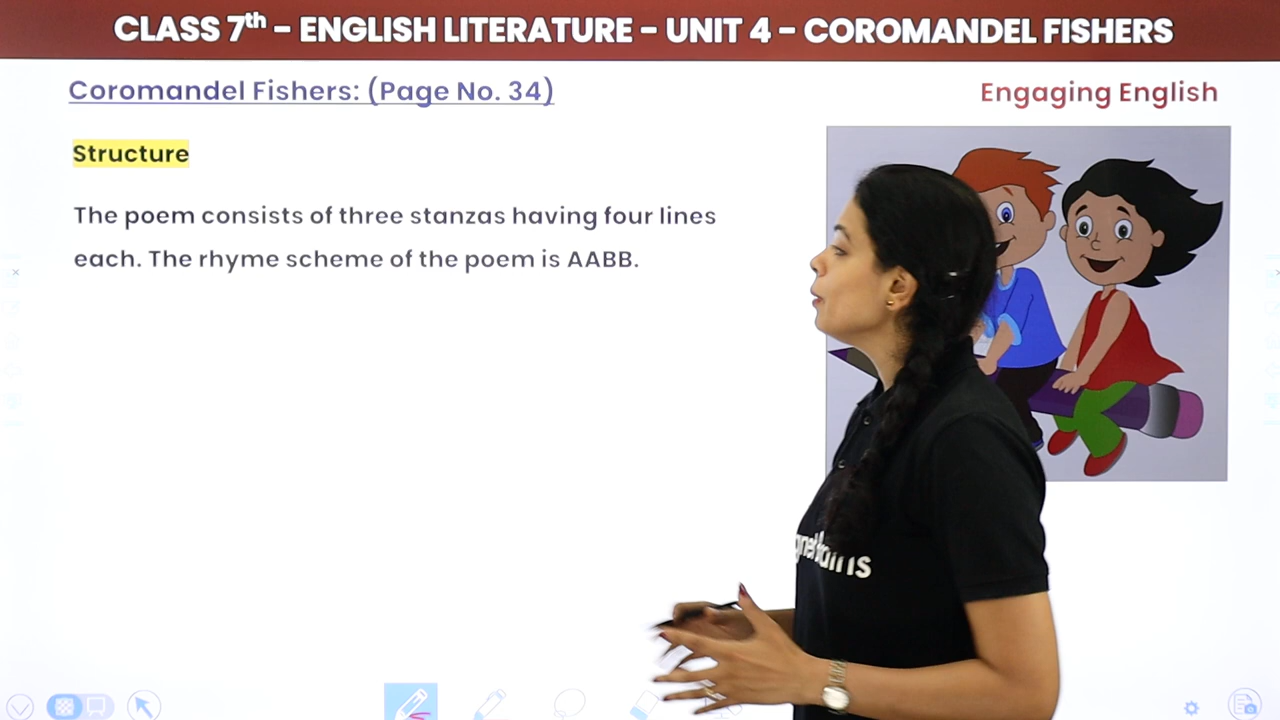 CLASS 7th – ENGLISH LITERATURE – UNIT 4 – COROMANDEL FISHERS
Coromandel Fishers: (Page No. 34)
Engaging English
Structure
The poem consists of three stanzas having four lines
each. The rhyme scheme of the poem is AABB.